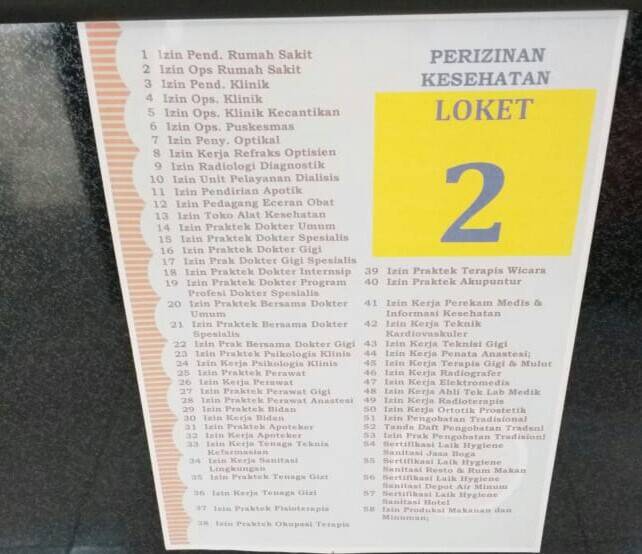 1 Izin Pend. Rumah Sakit
2 Izin Ops Rumah Sakit
3 Izin Pend. Klinik
4 Izin Ops. Klinik
5 Izin Ops. Klinik Kecantikan
6 Izin Ops. Puskesmas
7 Izin Peny. Optikal
8 Izin Kerja Refraks Optisien
9 Izin Radiologi Diagnostik
10 Izin Unit Pelayanan Dialisis
11 Izin Pendirian Apotik
12 Izin Pedagang Eceran Obat
13 Izin Toko Alat Kesehatan
14 Izin Praktek Dokter Umum
15 Izin Praktek Dokter Spesialis
16 Izin Praktek Dokter Gigi
17 Izin Prak Dokter Gigi Spesialis
18 Izin Praktek Dokter Internsip
19 Izin Praktek Dokter Program
Profesi Dokter Spesialis
20 Izin Praktek Bersama Dokter
Umum
21 Izin Praktek Bersama Dokter
Spesialis
22 Izin Prak Bersama Dokter Gigi
23 Izin Praktek Psikologis Klinis
24 Izin Kerja Psikologis Klinis
25 Izin Praktek Perawat
26 Izin Kerja Perawat
27 Izin Praktek Perawat Gigi
28 Izin Praktek Perawat Anastesi
29 Izin Praktek Bidan
30 Izin Kerja Biden
31 Izin Praktek Apoteker
32 Izin Kerja Apoteker
33 Izin Kerja Tenaga Teknis
Kefarmasian
34 Izin Kerja Sanitasi
Lingkungan
35 Izin Praktek Tenaga Gizi
36 Izin Kerja Tenaga Gizi
37 Izin Praktek Fisioterapis
38 Izin Praktek Okupasi Terapis
PERIZINAN
KESEHATAN
LOKET
2
39 Izin Praktek Terapis Wicara
40 Izin Praktek Akupuntur
41 Izin Kerja Perekam Medis &
Informasi Kesehatan
42 Izin Kerja Teknik
Kardiovaskuler
43 Izin Kerja Teknisi Gigi
44 Izin Kerja Penata Anastesi;
45 Izin Kerja Terapis Gigi & Mulut
46 Izin Kerja Radiografer
47 Izin Kerja Elektromedis
48 Izin Kerja Ahli Tek Lab Medik
49 Izin Kerja Radioterapis
50 Izin Kerja Ortotik Prostetik
51 Izin Pengobatan Tradisional
52 Tanda Daft Pengobatan Tradsnl
53 Izin Prak Pengobatan Tradisionl
54 Sertifikasi Laik Hygiene
Sanitasi Jasa Boga
55 Sertifikasi Laik Hygiene
Sanitasi Resto & Rum Makan
56 Sertifikasi Laik Hygiene
Sanitasi Depot Air Minum
57 Sertifikasi Laik Hygiene
Sanitasi Hotel
58 Izin Produksi Makanan dan
Minuman;